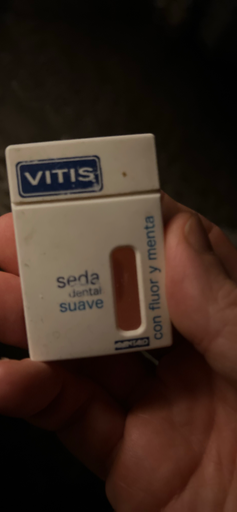 VITIS
seda
dental
suave
con fluor y menta